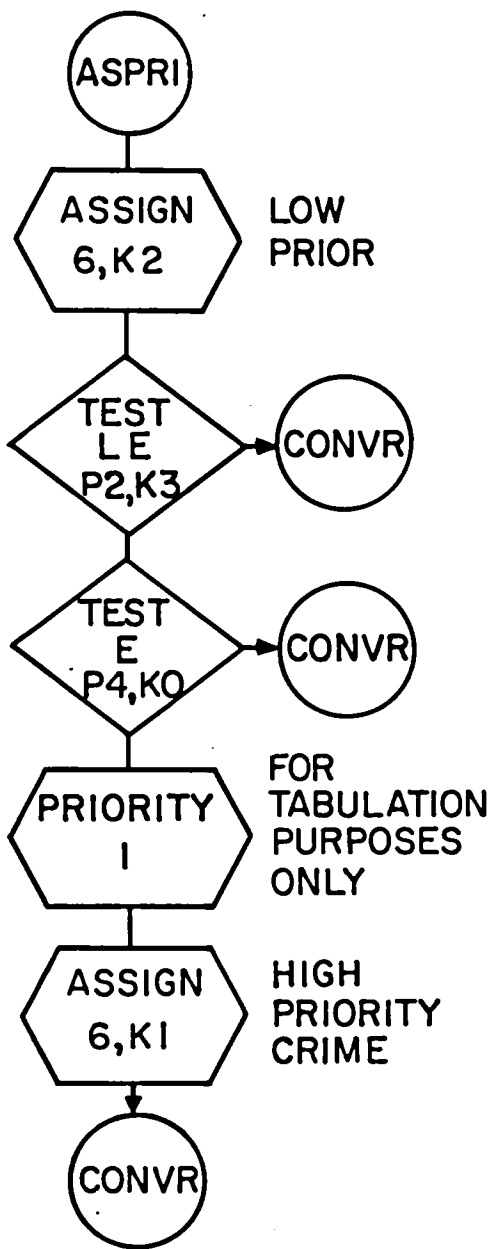 ASPRI
ASSIGN
6,K2
LOW
PRIOR
TEST
LE
P2,K3
CONVR
TEST
E
P4,K0
CONVR
PRIORITY
1
FOR
TABULATION
PURPOSES
ONLY
ASSIGN
6,K1
HIGH
PRIORITY
CRIME
CONVR